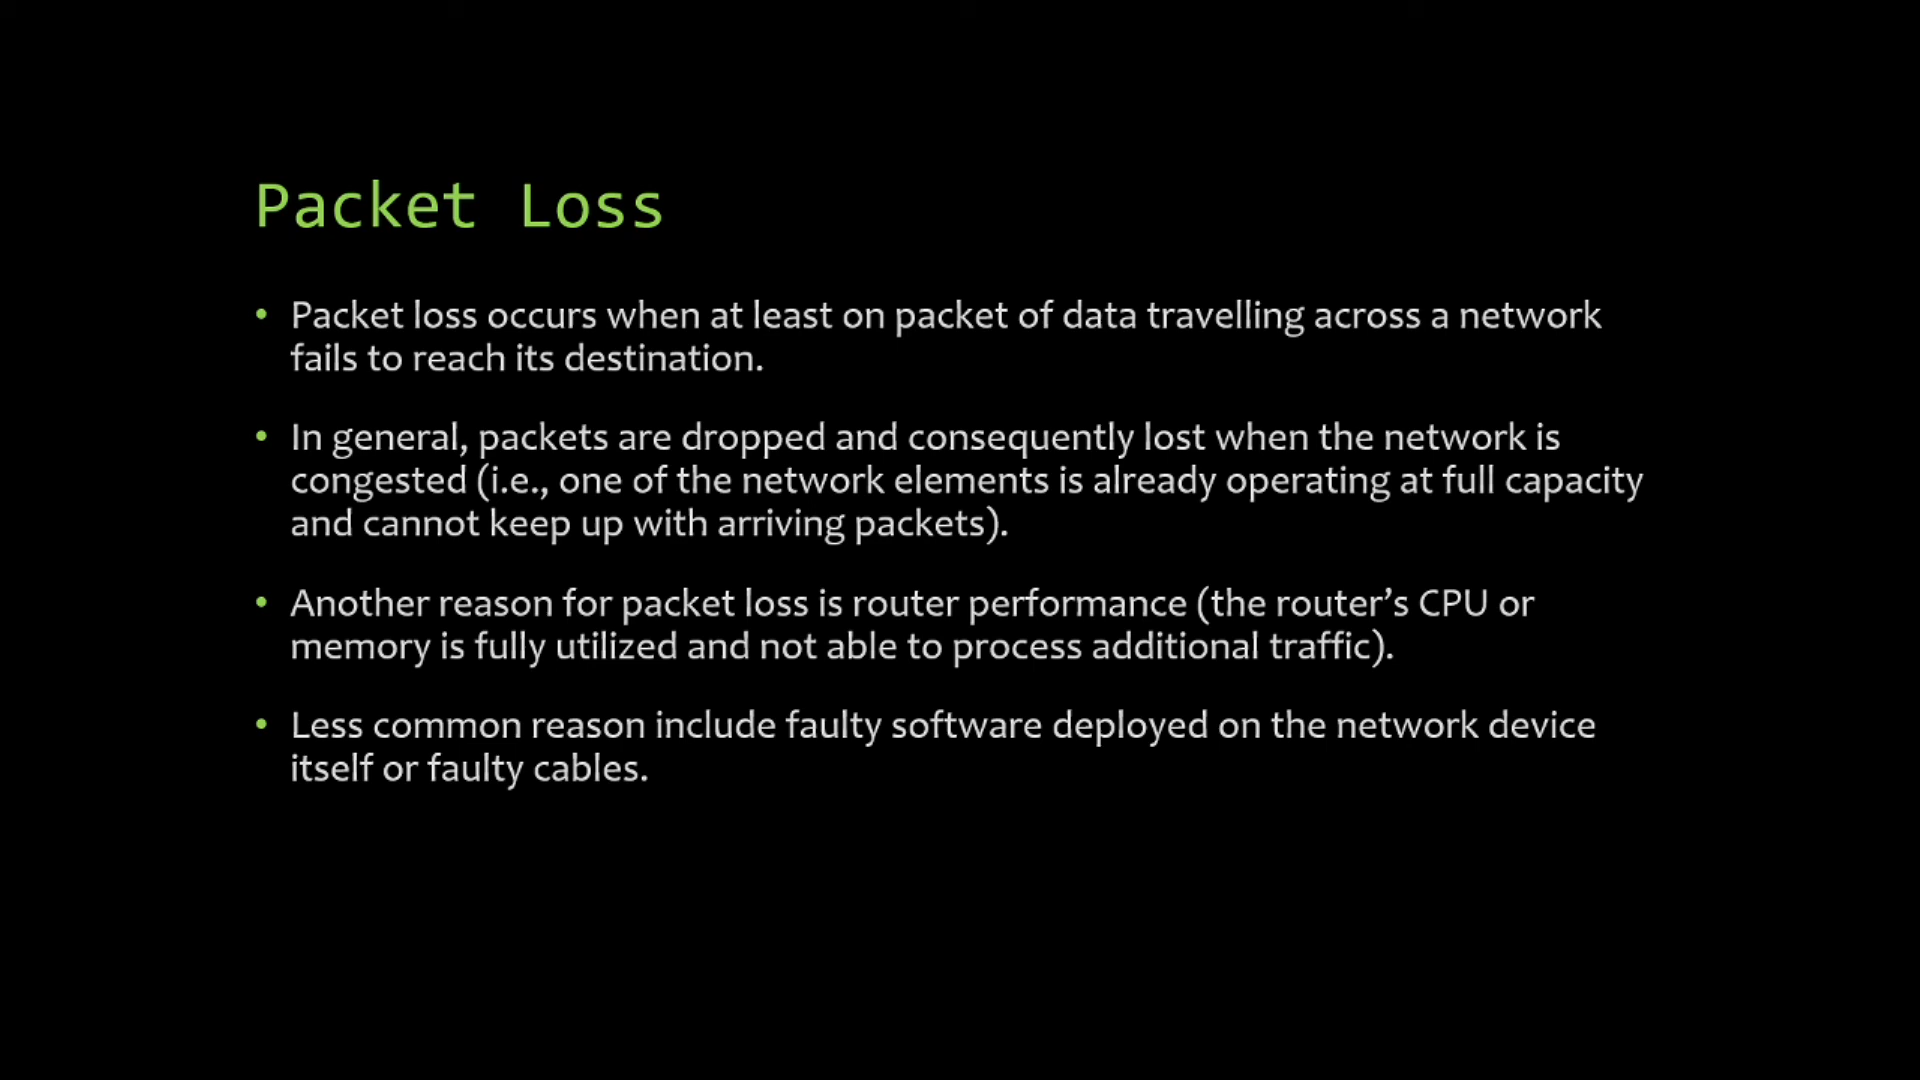 Packet Loss
• Packet loss occurs when at least on packet of data travelling across a network
fails to reach its destination.
• In general, packets are dropped and consequently lost when the network is
congested (i.e., one of the network elements is already operating at full capacity
and cannot keep up with arriving packets).
• Another reason for packet loss is router performance (the router’s CPU or
memory is fully utilized and not able to process additional traffic).
• Less common reason include faulty software deployed on the network device
itself or faulty cables.